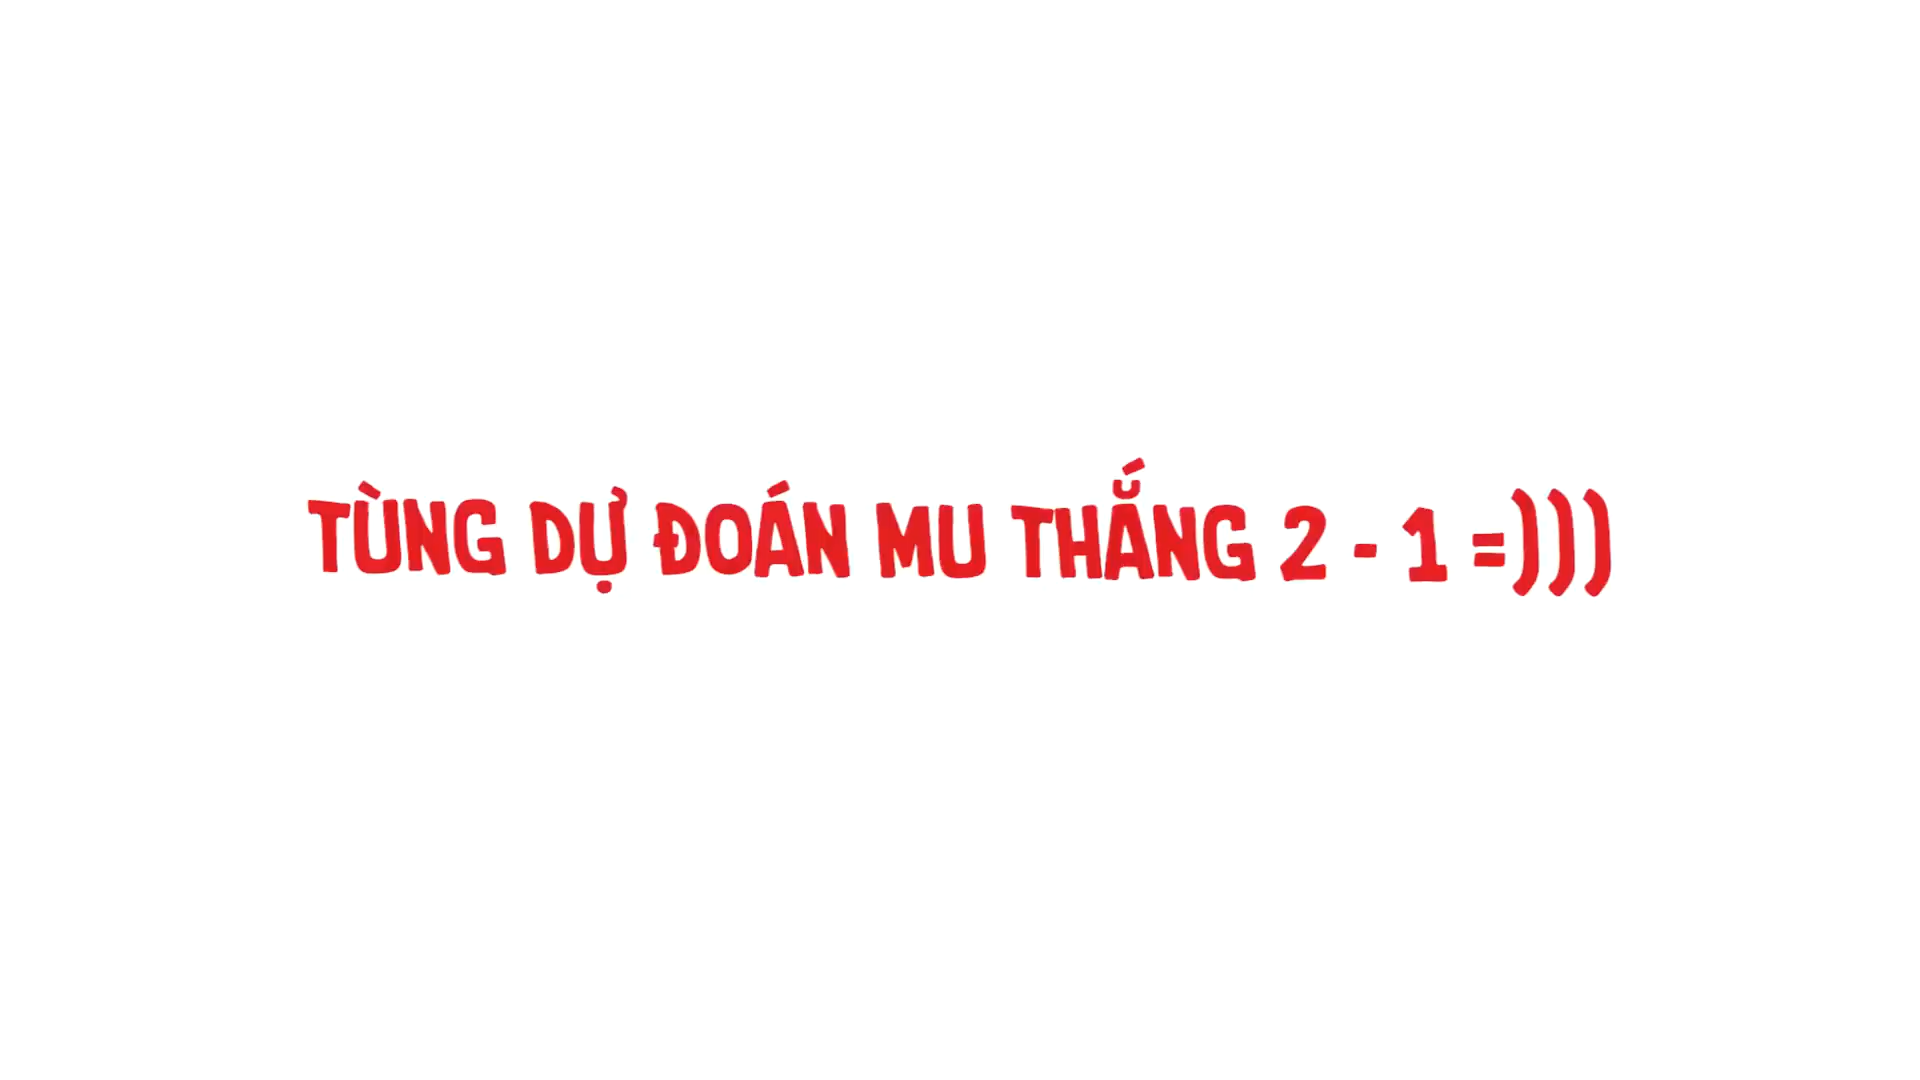 TÙNG DỰ ĐOÁN MU THẮNG 2 - 1 =)))